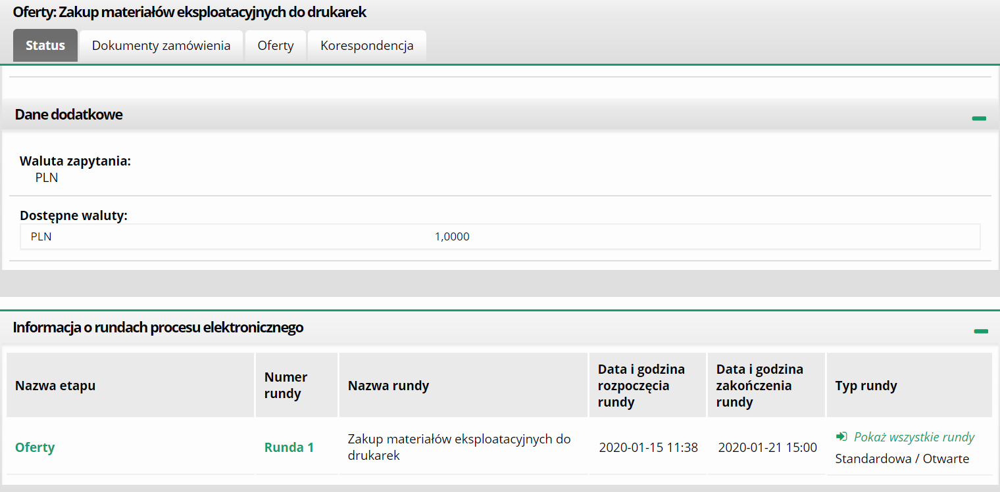 Oferty: Zakup materiałów eksploatacyjnych do drukarek
Status
Dokumenty zamówienia
Oferty
Korespondencja
Dane dodatkowe
Waluta zapytania:
PLN
Dostępne waluty:
PLN 1,0000
Informacja o rundach procesu elektronicznego
Nazwa etapu
Numer
rundy
Nazwa rundy
Data i godzina
rozpoczęcia
rundy
Data i godzina
zakończenia
rundy
Typ rundy
Oferty
Runda 1
Zakup materiałów eksploatacyjnych do
drukarek
2020-01-15 11:38
2020-01-21 15:00
Pokaż wszystkie rundy
Standardowa / Otwarte